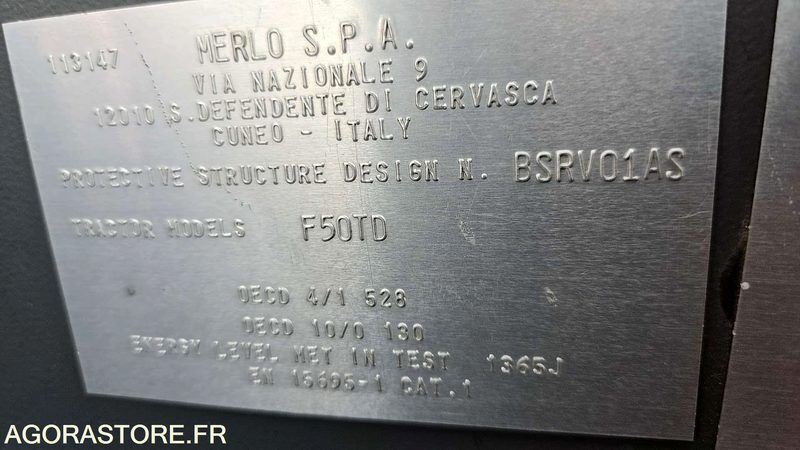 113147
MERLO S.P.A.
VIA NAZIONALE 9
12010 S.DEFENDENTE DI CERVASCA
CUNEO - ITALY
PROTECTIVE STRUCTURE DESIGN N. BSRV01AS
TRACTOR MODELS F50TD
OECD 4/1 528
OECD 10/0 130
ENERGY LEVEL MET IN TEST 1365J
EN 15695-1 CAT.1
AGORASTORE.FR